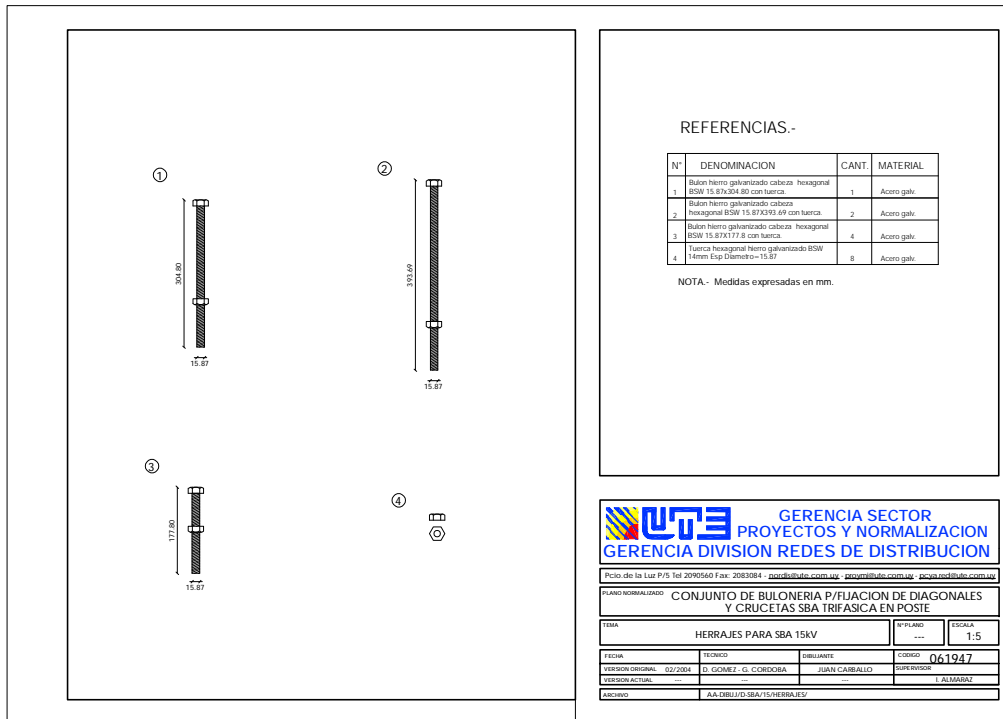 1
304.80
15.87
2
393.69
15.87
3
177.80
15.87
4
REFERENCIAS.-
N° DENOMINACION CANT. MATERIAL
1 Bulon hierro galvanizado cabeza hexagonal
BSW 15.87x304.80 con tuerca. 1 Acero galv.
2 Bulon hierro galvanizado cabeza
hexagonal BSW 15.87X393.69 con tuerca. 2 Acero galv.
3 Bulon hierro galvanizado cabeza hexagonal
BSW 15.87X177.8 con tuerca. 4 Acero galv.
4 Tuerca hexagonal hierro galvanizado BSW
14mm Esp Diametro=15.87 8 Acero galv.
NOTA.- Medidas expresadas en mm.
UTE
GERENCIA SECTOR
PROYECTOS Y NORMALIZACION
GERENCIA DIVISION REDES DE DISTRIBUCION
Pcio.de la Luz P/5 Tel 2090560 Fax: 2083084 - nordis@ute.com.uy - proymi@ute.com.uy - pcya.red@ute.com.uy
PLANO NORMALIZADO CONJUNTO DE BULONERIA P/FIJACION DE DIAGONALES
Y CRUCETAS SBA TRIFASICA EN POSTE
TEMA N° PLANO ESCALA
HERRAJES PARA SBA 15kV --- 1:5
FECHA TECNICO DIBUJANTE CODIGO 061947
VERSION ORIGINAL 02/2004 D. GOMEZ - G. CORDOBA JUAN CARBALLO SUPERVISOR
VERSION ACTUAL --- --- --- I. ALMARAZ
ARCHIVO AA-DIBUJ/D-SBA/15/HERRAJES/